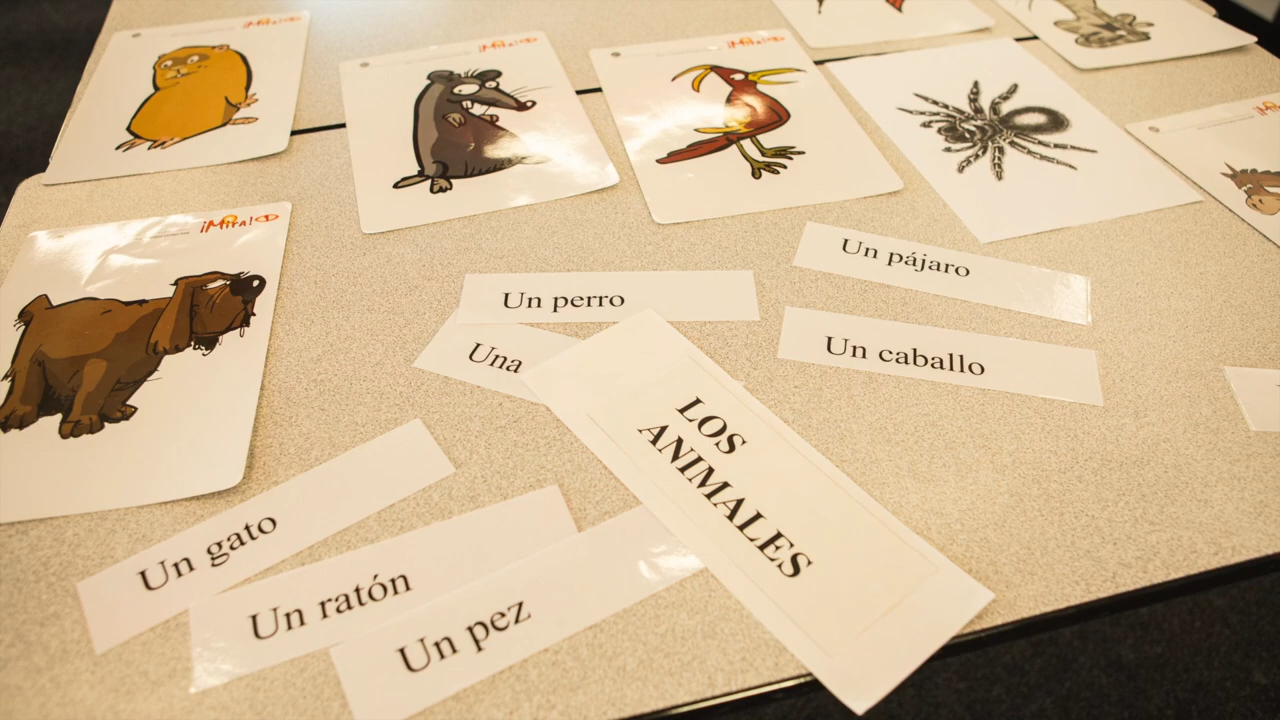 ¡Mira!
¡Mira!
¡Mira!
¡Mira!
Un pájaro
Un perro
Un caballo
Una
LOS
ANIMALES
Un gato
Un ratón
Un pez